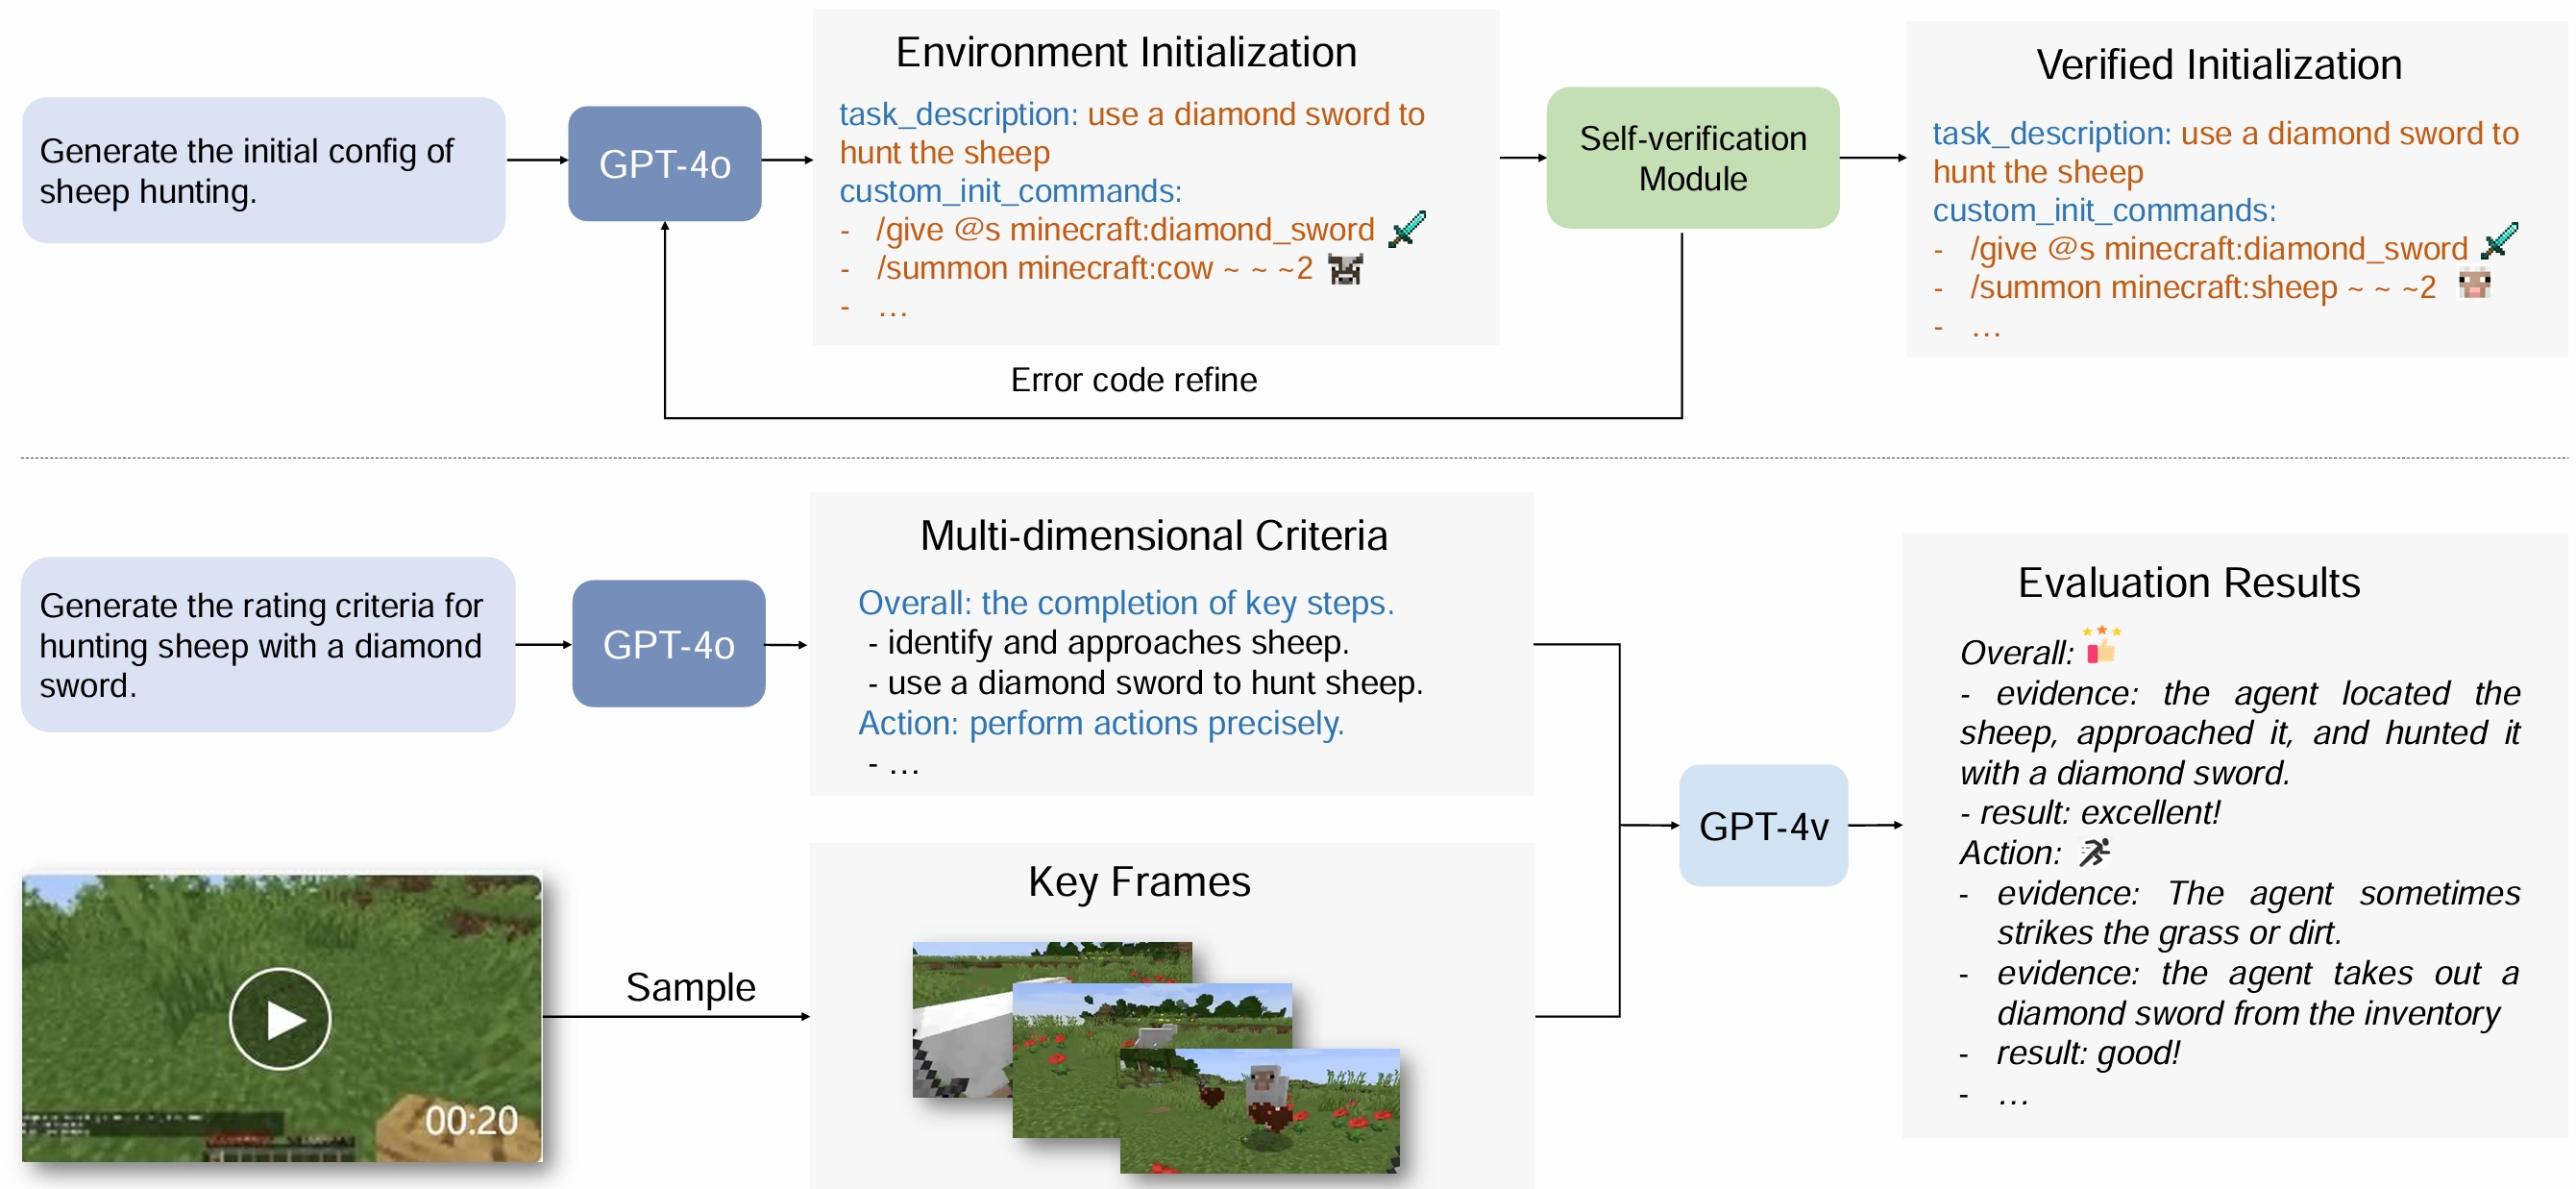 Generate the initial config of
sheep hunting.
GPT-4o
Environment Initialization
task_description: use a diamond sword to
hunt the sheep
custom_init_commands:
- /give @s minecraft:diamond_sword
- /summon minecraft:cow ~ ~ ~2
- …
Self-verification
Module
Verified Initialization
task_description: use a diamond sword to
hunt the sheep
custom_init_commands:
- /give @s minecraft:diamond_sword
- /summon minecraft:sheep ~ ~ ~2
- …
Error code refine
Generate the rating criteria for
hunting sheep with a diamond
sword.
GPT-4o
Multi-dimensional Criteria
Overall: the completion of key steps.
- identify and approaches sheep.
- use a diamond sword to hunt sheep.
Action: perform actions precisely.
- …
00:20
Sample
Key Frames
GPT-4v
Evaluation Results
Overall:
- evidence: the agent located the
sheep, approached it, and hunted it
with a diamond sword.
- result: excellent!
Action:
- evidence: The agent sometimes
strikes the grass or dirt.
- evidence: the agent takes out a
diamond sword from the inventory
- result: good!
- …